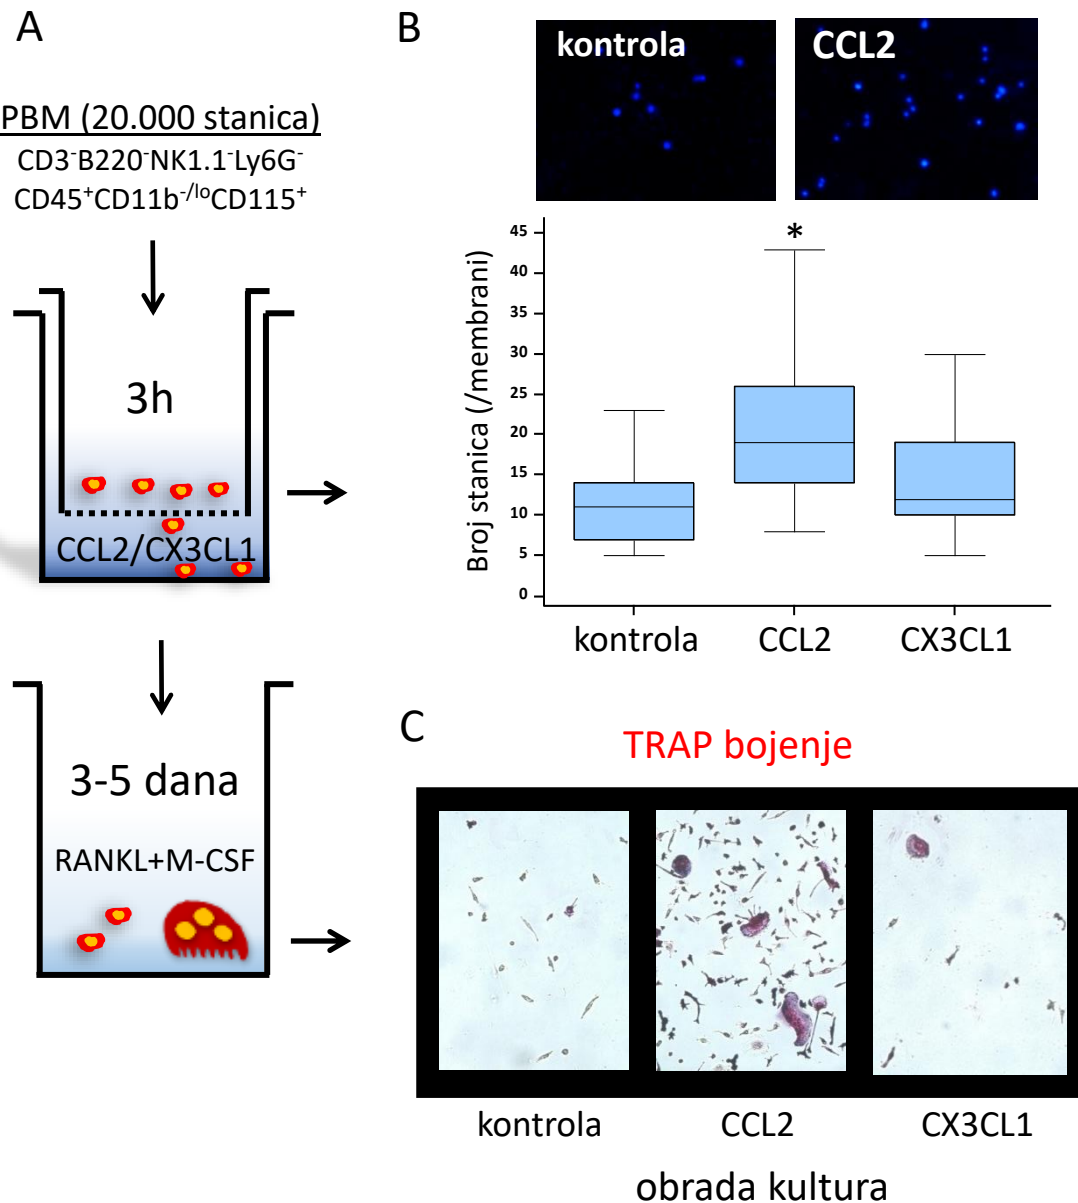 A
PBM (20.000 stanica)
CD3⁻B220⁻NK1.1⁻Ly6G⁻
CD45⁺CD11b⁻/ˡᵒCD115⁺
3h
CCL2/CX3CL1
3-5 dana
RANKL+M-CSF
B
kontrola
CCL2
Broj stanica (/membrani)
45
40
35
30
25
20
15
10
5
0
*
kontrola
CCL2
CX3CL1
C
TRAP bojenje
kontrola
CCL2
CX3CL1
obrada kultura